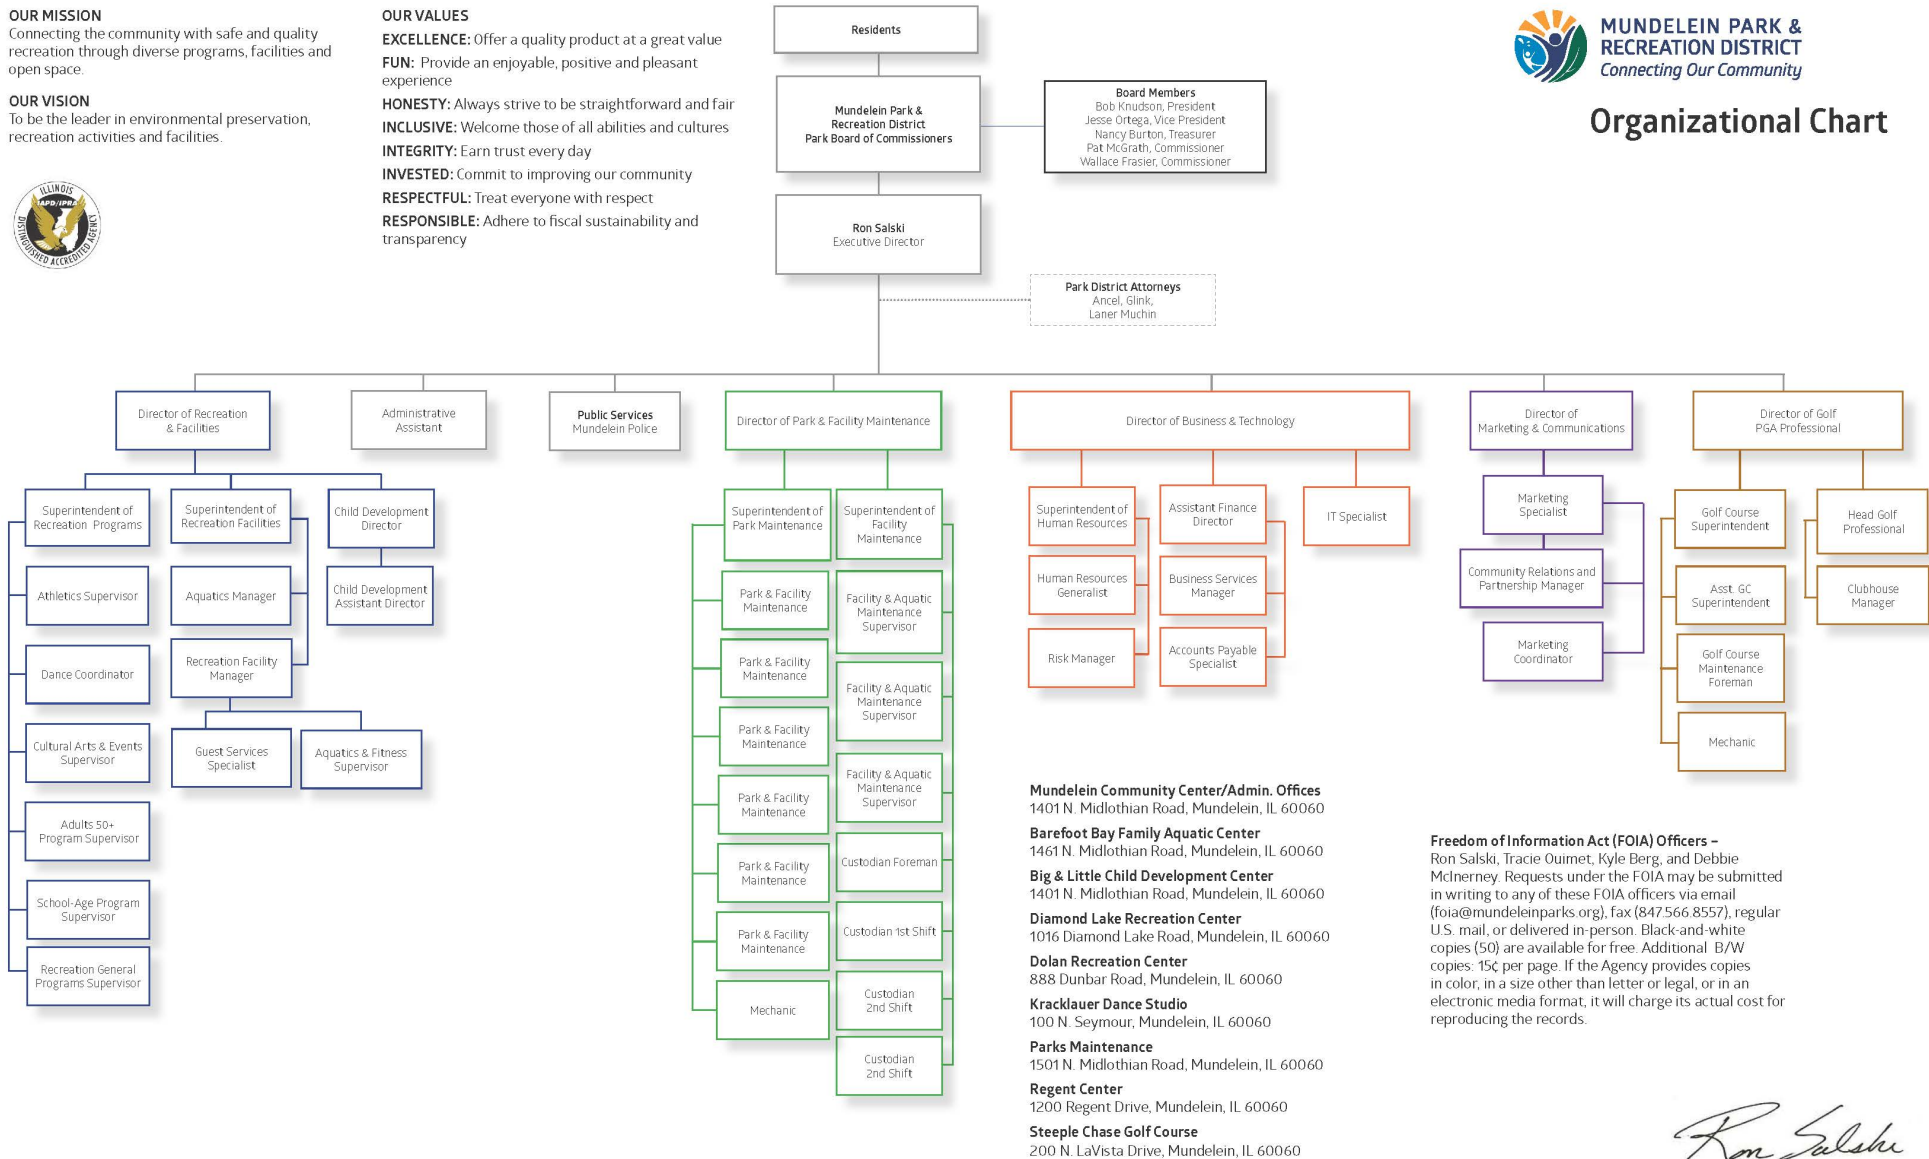 OUR MISSION
Connecting the community with safe and quality
recreation through diverse programs, facilities and
open space.
OUR VISION
To be the leader in environmental preservation,
recreation activities and facilities.
ILLINOIS
IAPD/IPRA
DISTINGUISHED ACCREDITED AGENCY
OUR VALUES
EXCELLENCE: Offer a quality product at a great value
FUN: Provide an enjoyable, positive and pleasant
experience
HONESTY: Always strive to be straightforward and fair
INCLUSIVE: Welcome those of all abilities and cultures
INTEGRITY: Earn trust every day
INVESTED: Commit to improving our community
RESPECTFUL: Treat everyone with respect
RESPONSIBLE: Adhere to fiscal sustainability and
transparency
Residents
Mundelein Park &
Recreation District
Park Board of Commissioners
Board Members
Bob Knudson, President
Jesse Ortega, Vice President
Nancy Burton, Treasurer
Pat McGrath, Commissioner
Wallace Frasier, Commissioner
Ron Salski
Executive Director
Park District Attorneys
Ancel, Glink,
Laner Muchin
MUNDELEIN PARK &
RECREATION DISTRICT
Connecting Our Community
Organizational Chart
Director of Recreation
& Facilities
Administrative
Assistant
Public Services
Mundelein Police
Director of Park & Facility Maintenance
Director of Business & Technology
Director of
Marketing & Communications
Director of Golf
PGA Professional
Superintendent of
Recreation Programs
Athletics Supervisor
Dance Coordinator
Cultural Arts & Events
Supervisor
Adults 50+
Program Supervisor
School-Age Program
Supervisor
Recreation General
Programs Supervisor
Superintendent of
Recreation Facilities
Aquatics Manager
Recreation Facility
Manager
Guest Services
Specialist
Aquatics & Fitness
Supervisor
Child Development
Director
Child Development
Assistant Director
Superintendent of
Park Maintenance
Park & Facility
Maintenance
Park & Facility
Maintenance
Park & Facility
Maintenance
Park & Facility
Maintenance
Park & Facility
Maintenance
Park & Facility
Maintenance
Mechanic
Superintendent of
Facility
Maintenance
Facility & Aquatic
Maintenance
Supervisor
Facility & Aquatic
Maintenance
Supervisor
Facility & Aquatic
Maintenance
Supervisor
Custodian Foreman
Custodian 1st Shift
Custodian
2nd Shift
Custodian
2nd Shift
Superintendent of
Human Resources
Human Resources
Generalist
Risk Manager
Assistant Finance
Director
Business Services
Manager
Accounts Payable
Specialist
IT Specialist
Marketing
Specialist
Community Relations and
Partnership Manager
Marketing
Coordinator
Golf Course
Superintendent
Asst. GC
Superintendent
Golf Course
Maintenance
Foreman
Mechanic
Head Golf
Professional
Clubhouse
Manager
Mundelein Community Center/Admin. Offices
1401 N. Midlothian Road, Mundelein, IL 60060
Barefoot Bay Family Aquatic Center
1461 N. Midlothian Road, Mundelein, IL 60060
Big & Little Child Development Center
1401 N. Midlothian Road, Mundelein, IL 60060
Diamond Lake Recreation Center
1016 Diamond Lake Road, Mundelein, IL 60060
Dolan Recreation Center
888 Dunbar Road, Mundelein, IL 60060
Kracklauer Dance Studio
100 N. Seymour, Mundelein, IL 60060
Parks Maintenance
1501 N. Midlothian Road, Mundelein, IL 60060
Regent Center
1200 Regent Drive, Mundelein, IL 60060
Steeple Chase Golf Course
200 N. LaVista Drive, Mundelein, IL 60060
Freedom of Information Act (FOIA) Officers –
Ron Salski, Tracie Ouimet, Kyle Berg, and Debbie
McInerney. Requests under the FOIA may be submitted
in writing to any of these FOIA officers via email
(foia@mundeleinparks.org), fax (847.566.8557), regular
U.S. mail, or delivered in-person. Black-and-white
copies (50) are available for free. Additional B/W
copies: 15¢ per page. If the Agency provides copies
in color, in a size other than letter or legal, or in an
electronic media format, it will charge its actual cost for
reproducing the records.
Ron Salski